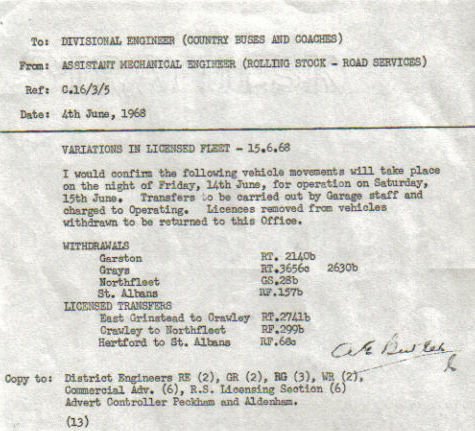 To: DIVISIONAL ENGINEER (COUNTRY BUSES AND COACHES)
From: ASSISTANT MECHANICAL ENGINEER (ROLLING STOCK - ROAD SERVICES)
Ref: C.16/3/5
Date: 4th June, 1968
VARIATIONS IN LICENSED FLEET - 15.6.68
I would confirm the following vehicle movements will take place
on the night of Friday, 14th June, for operation on Saturday,
15th June. Transfers to be carried out by Garage staff and
charged to Operating. Licences removed from vehicles
withdrawn to be returned to this Office.
WITHDRAWALS
Garston RT. 2140b
Grays RT.3656c 2630b
Northfleet GS.28b
St. Albans RF.157b
LICENSED TRANSFERS
East Grinstead to Crawley RT.2741b
Crawley to Northfleet RF.299b
Hertford to St. Albans RF.68c
Copy to: District Engineers RE (2), GR (2), RG (3), WR (2),
Commercial Adv. (6), R.S. Licensing Section (6)
Advert Controller Peckham and Aldenham.
(13)